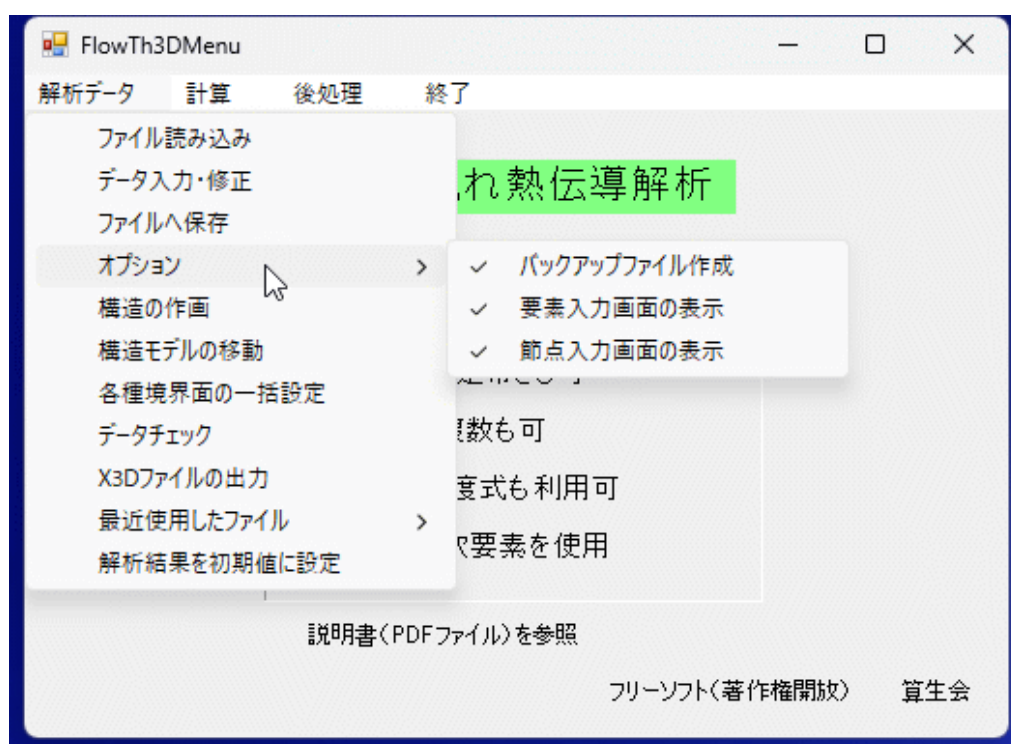 FlowTh3DMenu
解析データ 計算 後処理 終了
ファイル読み込み
データ入力・修正
ファイルへ保存
オプション
構造の作画
構造モデルの移動
各種境界面の一括設定
データチェック
X3Dファイルの出力
最近使用したファイル
解析結果を初期値に設定
バックアップファイル作成
要素入力画面の表示
節点入力画面の表示
れ熱伝導解析
数も可
度式も利用可
要素を使用
説明書(PDFファイル)を参照
フリーソフト(著作権開放) 算生会